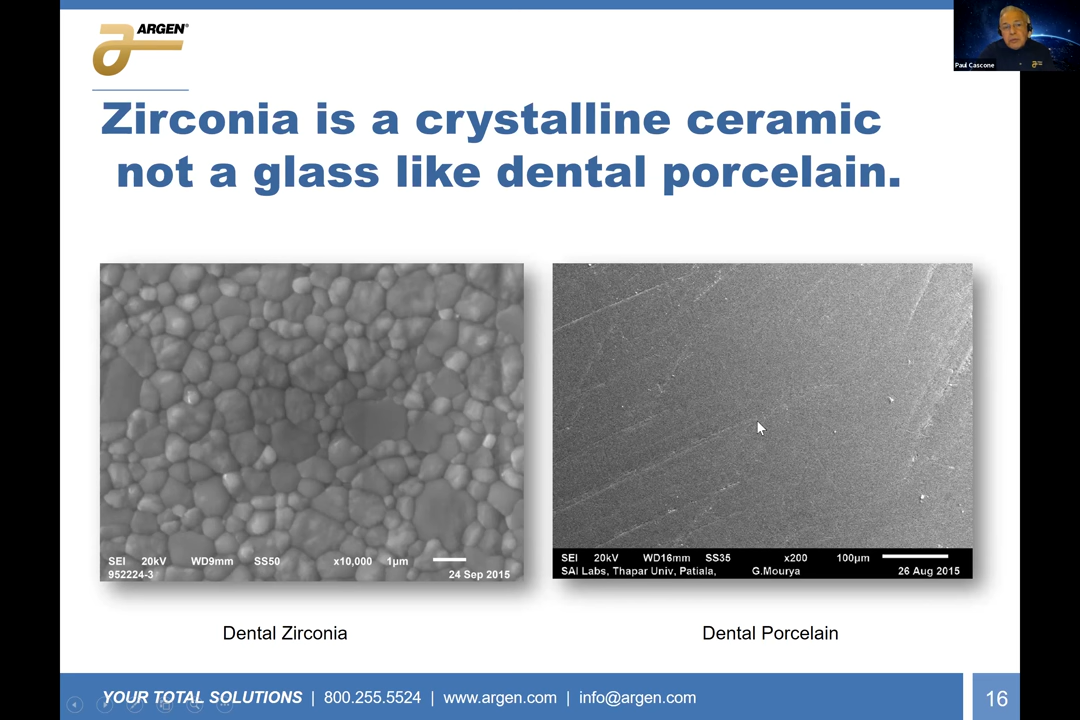 ARGEN®
Paul Cascone
Zirconia is a crystalline ceramic
not a glass like dental porcelain.
SEI 20kV WD9mm SS50 x10,000 1µm
952224-3 24 Sep 2015
SEI 20kV WD16mm SS35 x200 100µm
SAI Labs, Thapar Univ, Patiala, G.Mourya 26 Aug 2015
Dental Zirconia
Dental Porcelain
YOUR TOTAL SOLUTIONS | 800.255.5524 | www.argen.com | info@argen.com
16